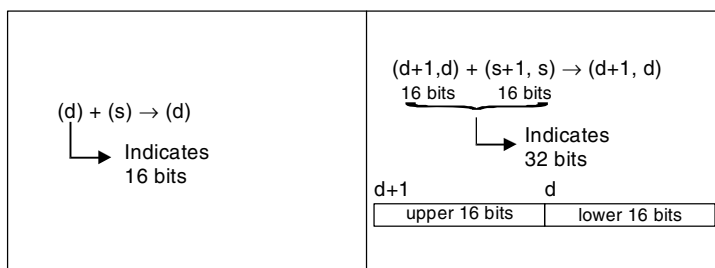 (d) + (s) → (d)
Indicates
16 bits
(d+1,d) + (s+1, s) → (d+1, d)
16 bits 16 bits
Indicates
32 bits
d+1 d
upper 16 bits lower 16 bits